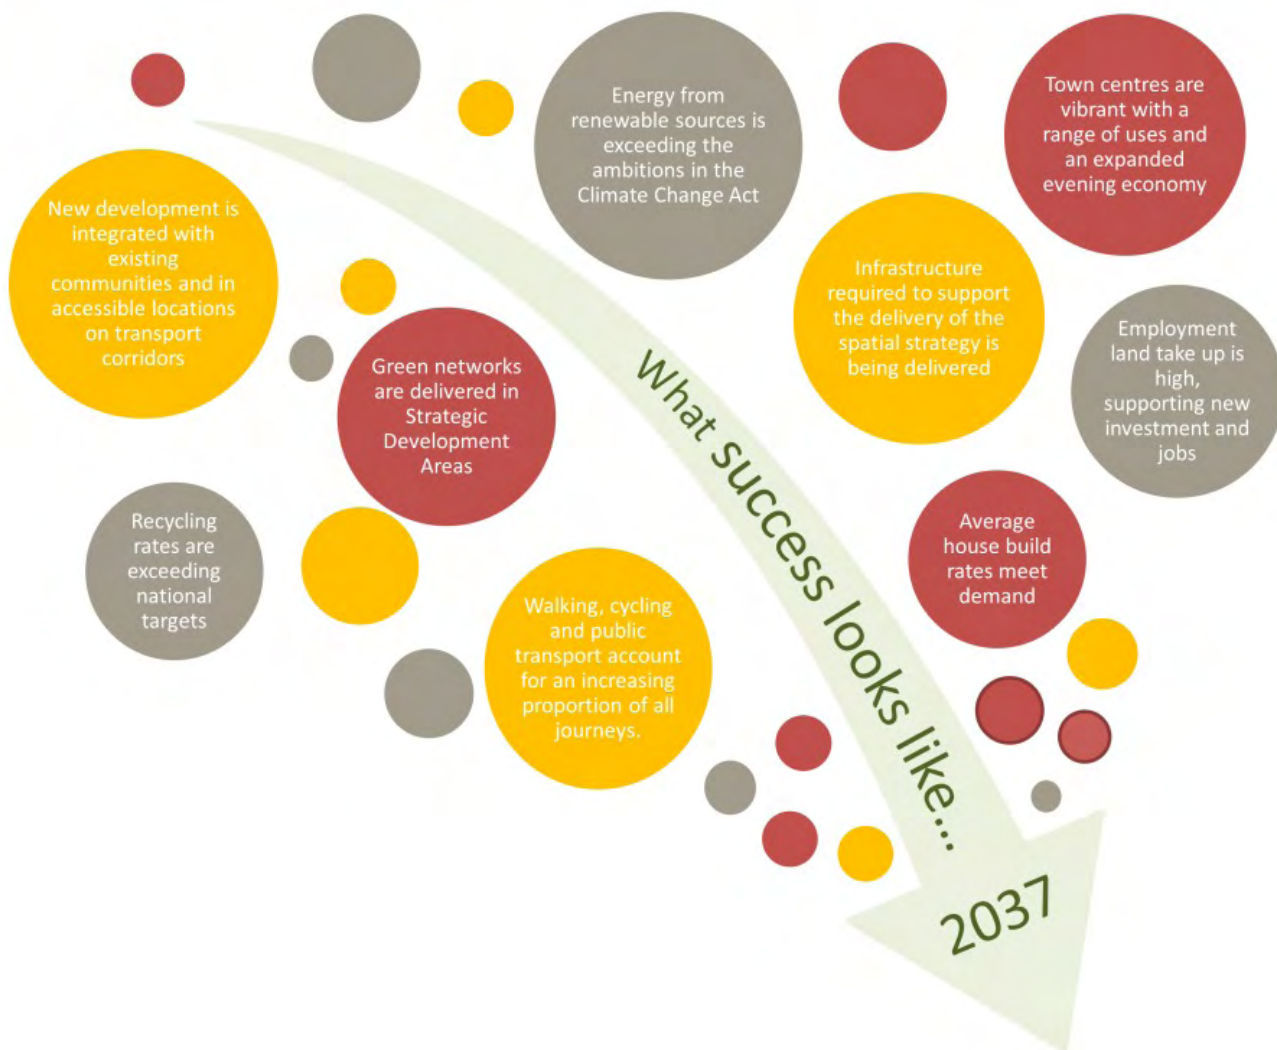 Energy from
renewable sources is
exceeding the
ambitions in the
Climate Change Act
Town centres are
vibrant with a
range of uses and
an expanded
evening economy
New development is
integrated with
existing
communities and in
accessible locations
on transport
corridors
Infrastructure
required to support
the delivery of the
spatial strategy is
being delivered
Employment
land take up is
high,
supporting new
investment and
jobs
Green networks
are delivered in
Strategic
Development
Areas
What success looks like...
Recycling
rates are
exceeding
national
targets
Average
house build
rates meet
demand
Walking, cycling
and public
transport account
for an increasing
proportion of all
journeys.
2037